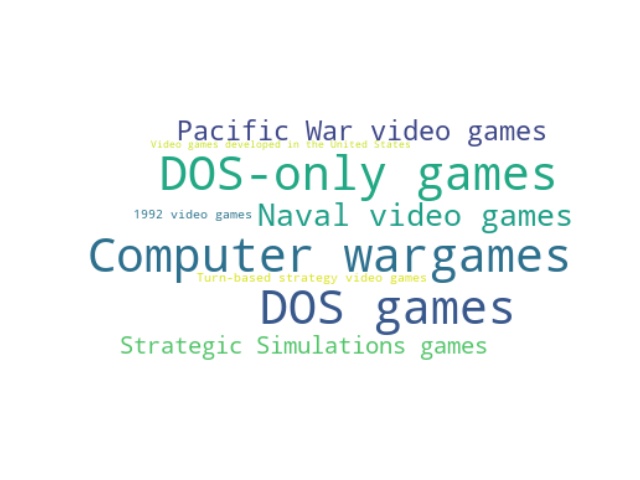 Pacific War video games
Video games developed in the United States
DOS-only games
1992 video games
Naval video games
Computer wargames
Turn-based strategy video games
DOS games
Strategic Simulations games